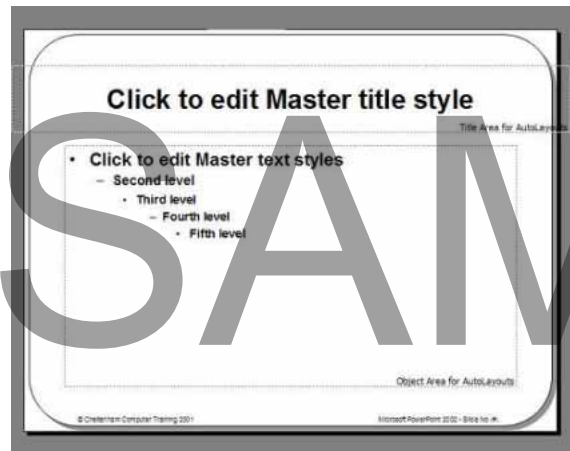 Click to edit Master title style
Title Area for AutoLayouts
• Click to edit Master text styles
– Second level
• Third level
– Fourth level
• Fifth level
SAM
Object Area for AutoLayouts
© Cheltenham Computer Training 2001
Microsoft PowerPoint 2002 - Slide No.